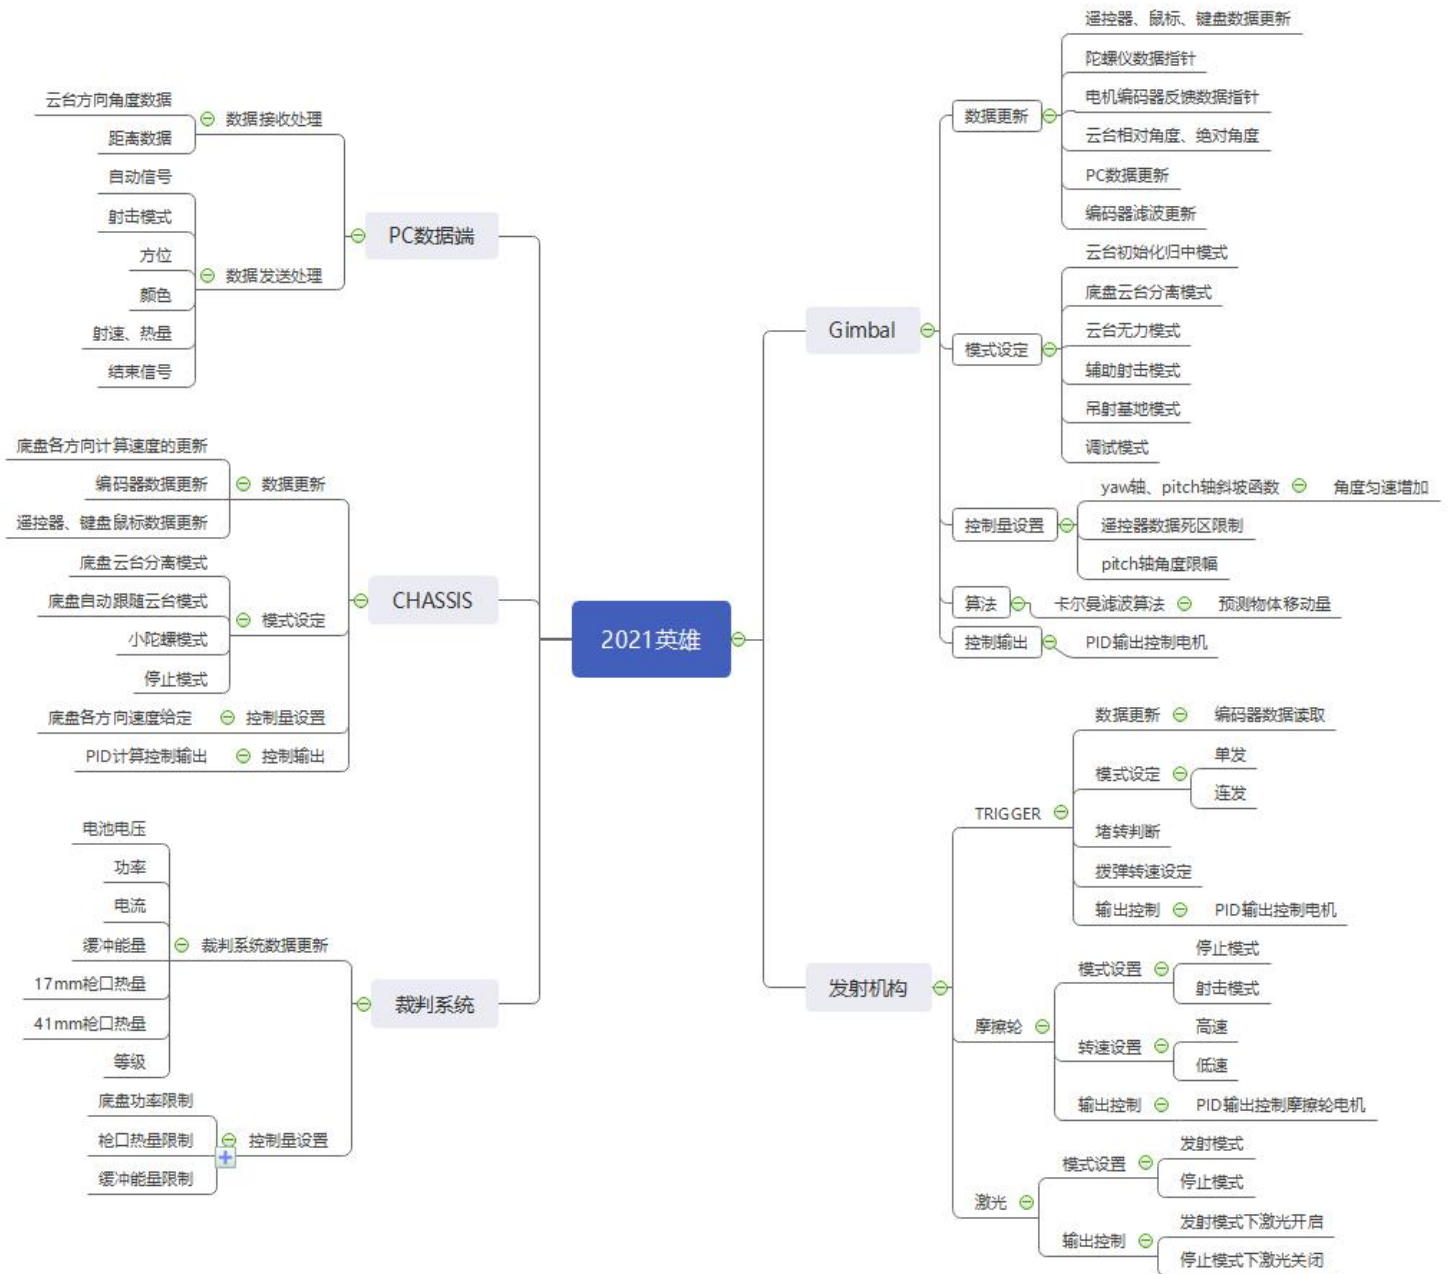 2021英雄
PC数据端
数据接收处理
云台方向角度数据
距离数据
数据发送处理
自动信号
射击模式
方位
颜色
射速、热量
结束信号
CHASSIS
数据更新
底盘各方向计算速度的更新
编码器数据更新
遥控器、键盘鼠标数据更新
模式设定
底盘云台分离模式
底盘自动跟随云台模式
小陀螺模式
停止模式
控制量设置
底盘各方向速度给定
控制输出
PID计算控制输出
裁判系统
裁判系统数据更新
电池电压
功率
电流
缓冲能量
17mm枪口热量
41mm枪口热量
等级
控制量设置
底盘功率限制
枪口热量限制
缓冲能量限制
Gimbal
数据更新
遥控器、鼠标、键盘数据更新
陀螺仪数据指针
电机编码器反馈数据指针
云台相对角度、绝对角度
PC数据更新
编码器滤波更新
模式设定
云台初始化归中模式
底盘云台分离模式
云台无力模式
辅助射击模式
吊射基地模式
调试模式
控制量设置
yaw轴、pitch轴斜坡函数
角度匀速增加
遥控器数据死区限制
pitch轴角度限幅
算法
卡尔曼滤波算法
预测物体移动量
控制输出
PID输出控制电机
发射机构
TRIGGER
数据更新
编码器数据读取
模式设定
单发
连发
堵转判断
拨弹转速设定
输出控制
PID输出控制电机
摩擦轮
模式设置
停止模式
射击模式
转速设置
高速
低速
输出控制
PID输出控制摩擦轮电机
激光
模式设置
发射模式
停止模式
输出控制
发射模式下激光开启
停止模式下激光关闭